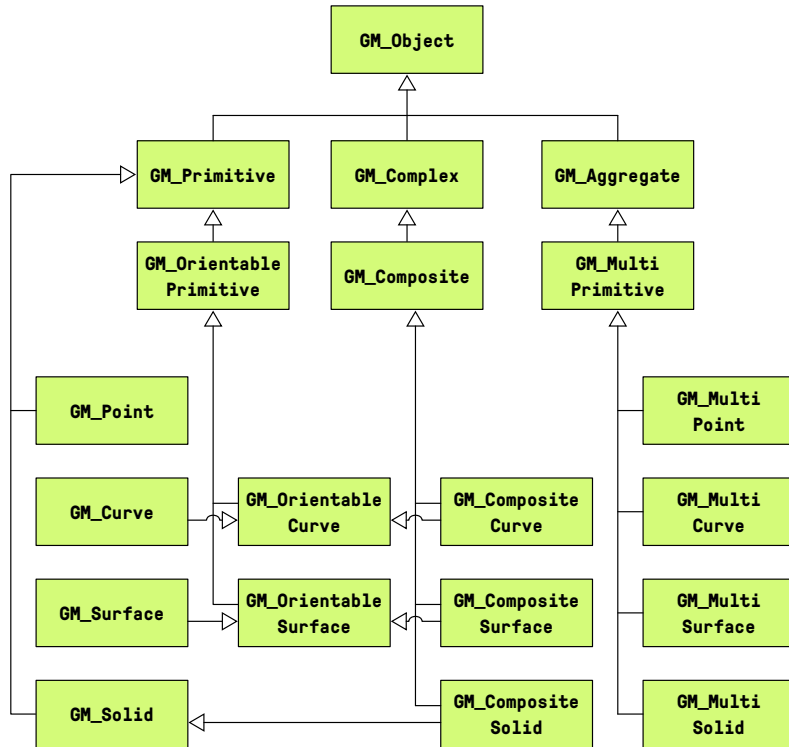 GM_Object
GM_Primitive
GM_Complex
GM_Aggregate
GM_Orientable
Primitive
GM_Composite
GM_Multi
Primitive
GM_Point
GM_Multi
Point
GM_Curve
GM_Orientable
Curve
GM_Composite
Curve
GM_Multi
Curve
GM_Surface
GM_Orientable
Surface
GM_Composite
Surface
GM_Multi
Surface
GM_Solid
GM_Composite
Solid
GM_Multi
Solid